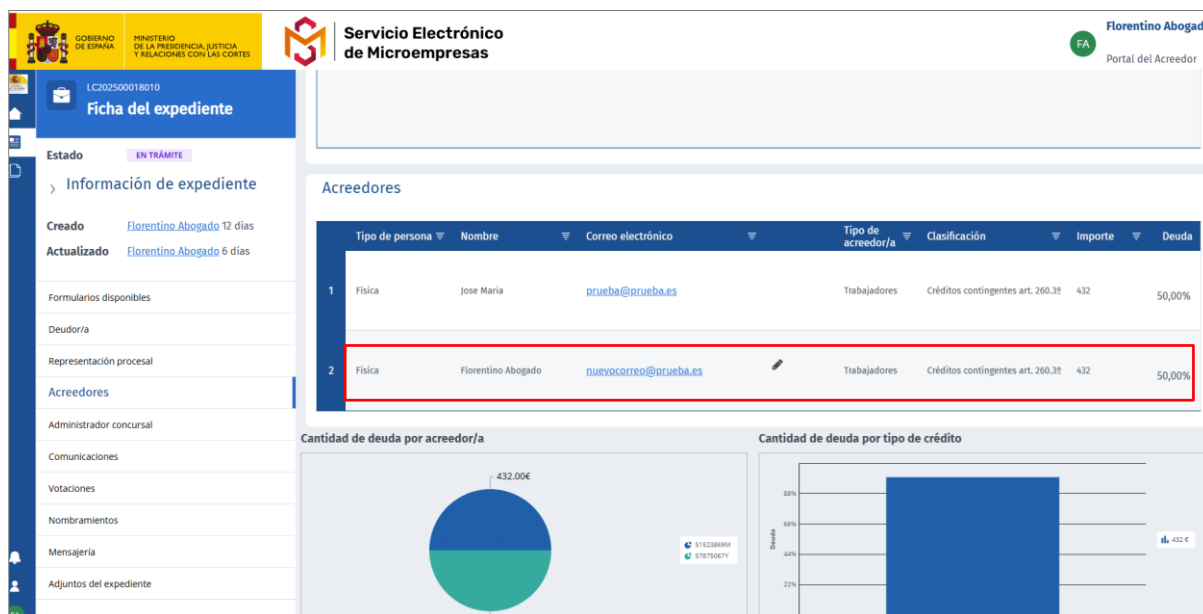 GOBIERNO
DE ESPAÑA
MINISTERIO
DE LA PRESIDENCIA, JUSTICIA
Y RELACIONES CON LAS CORTES
Servicio Electrónico
de Microempresas
FA
Florentino Abogad
Portal del Acreedor
LC202500018010
Ficha del expediente
Estado EN TRÁMITE
Información de expediente
Creado Florentino Abogado 12 días
Actualizado Florentino Abogado 6 días
Formularios disponibles
Deudor/a
Representación procesal
Acreedores
Administrador concursal
Comunicaciones
Votaciones
Nombramientos
Mensajería
Adjuntos del expediente
Acreedores
Tipo de persona Nombre Correo electrónico Tipo de acreedor/a Clasificación Importe Deuda
1 Física Jose María prueba@prueba.es Trabajadores Créditos contingentes art. 260.3º 432 50,00%
2 Física Florentino Abogado nuevocorreo@prueba.es Trabajadores Créditos contingentes art. 260.3º 432 50,00%
Cantidad de deuda por acreedor/a
432.00€
51523869M
57875067Y
Cantidad de deuda por tipo de crédito
Deuda
88%
66%
44%
22%
432 €